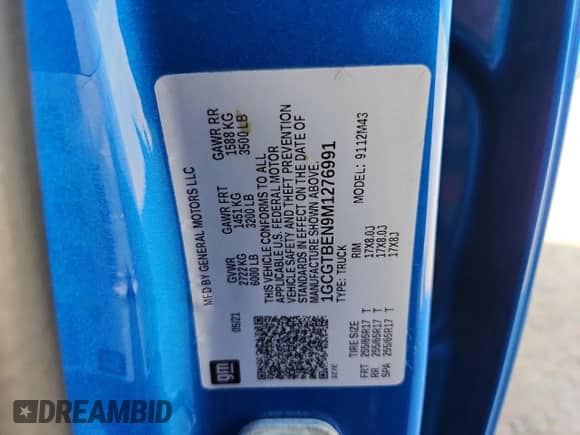 MFD BY GENERAL MOTORS LLC
05/21
GVWR
2722 KG
6000 LB
GAWR FRT
1451 KG
3200 LB
GAWR RR
1588 KG
3500 LB
THIS VEHICLE CONFORMS TO ALL
APPLICABLE U.S. FEDERAL MOTOR
VEHICLE SAFETY AND THEFT PREVENTION
STANDARDS IN EFFECT ON THE DATE OF
MANUFACTURE SHOWN ABOVE.
1GCGTBEN9M1276991
TYPE: TRUCK
MODEL: 9112M43
TIRE SIZE
RIM
FRT 255/65R17 T 17X8.0J
RR 255/65R17 T 17X8.0J
SPA 255/65R17 T 17X8J
gm
DREAMBID